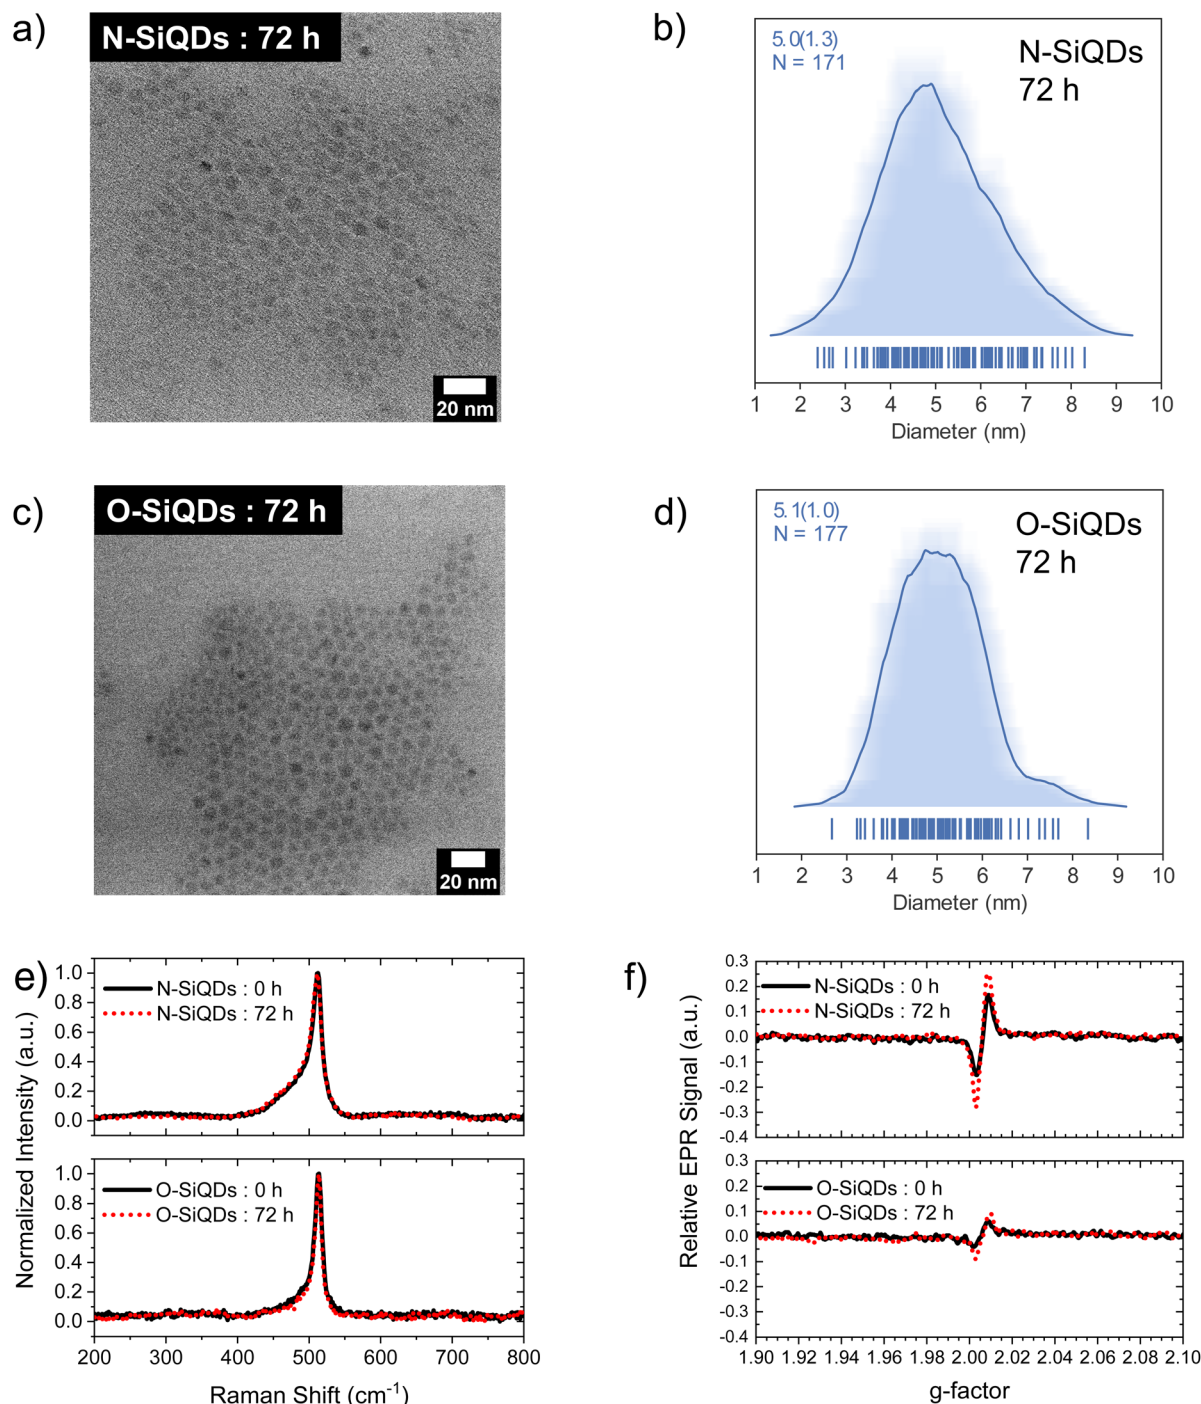 a)
N-SiQDs : 72 h
20 nm
b)
5.0(1.3)
N = 171
N-SiQDs
72 h
1 2 3 4 5 6 7 8 9 10
Diameter (nm)
c)
O-SiQDs : 72 h
20 nm
d)
5.1(1.0)
N = 177
O-SiQDs
72 h
1 2 3 4 5 6 7 8 9 10
Diameter (nm)
e)
Normalized Intensity (a.u.)
1.0
0.8
0.6
0.4
0.2
0.0
N-SiQDs : 0 h
N-SiQDs : 72 h
1.0
0.8
0.6
0.4
0.2
0.0
O-SiQDs : 0 h
O-SiQDs : 72 h
200 300 400 500 600 700 800
Raman Shift (cm⁻¹)
f)
Relative EPR Signal (a.u.)
0.3
0.2
0.1
0.0
-0.1
-0.2
-0.3
-0.4
N-SiQDs : 0 h
N-SiQDs : 72 h
0.3
0.2
0.1
0.0
-0.1
-0.2
-0.3
-0.4
O-SiQDs : 0 h
O-SiQDs : 72 h
1.90 1.92 1.94 1.96 1.98 2.00 2.02 2.04 2.06 2.08 2.10
g-factor